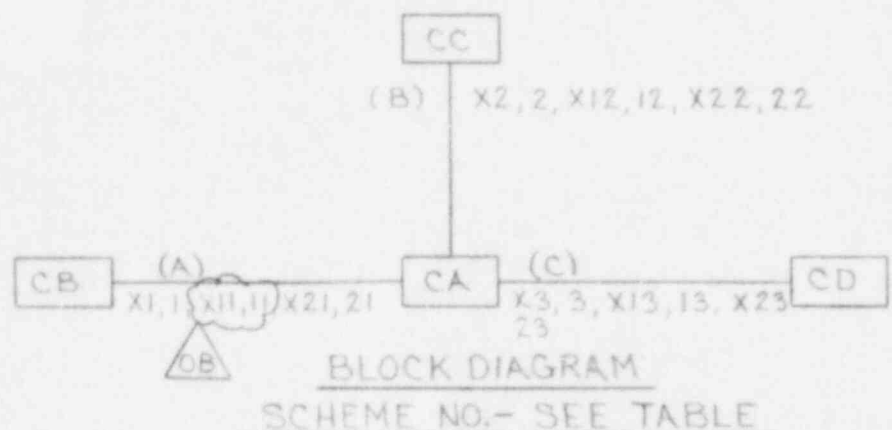 CC
(B) X2, 2, X12, 12, X22, 22
CB (A) CA (C) CD
X1, 1, X11, 11, X21, 21 X3, 3, X13, 13, X23
23
OB
BLOCK DIAGRAM
SCHEME NO.- SEE TABLE